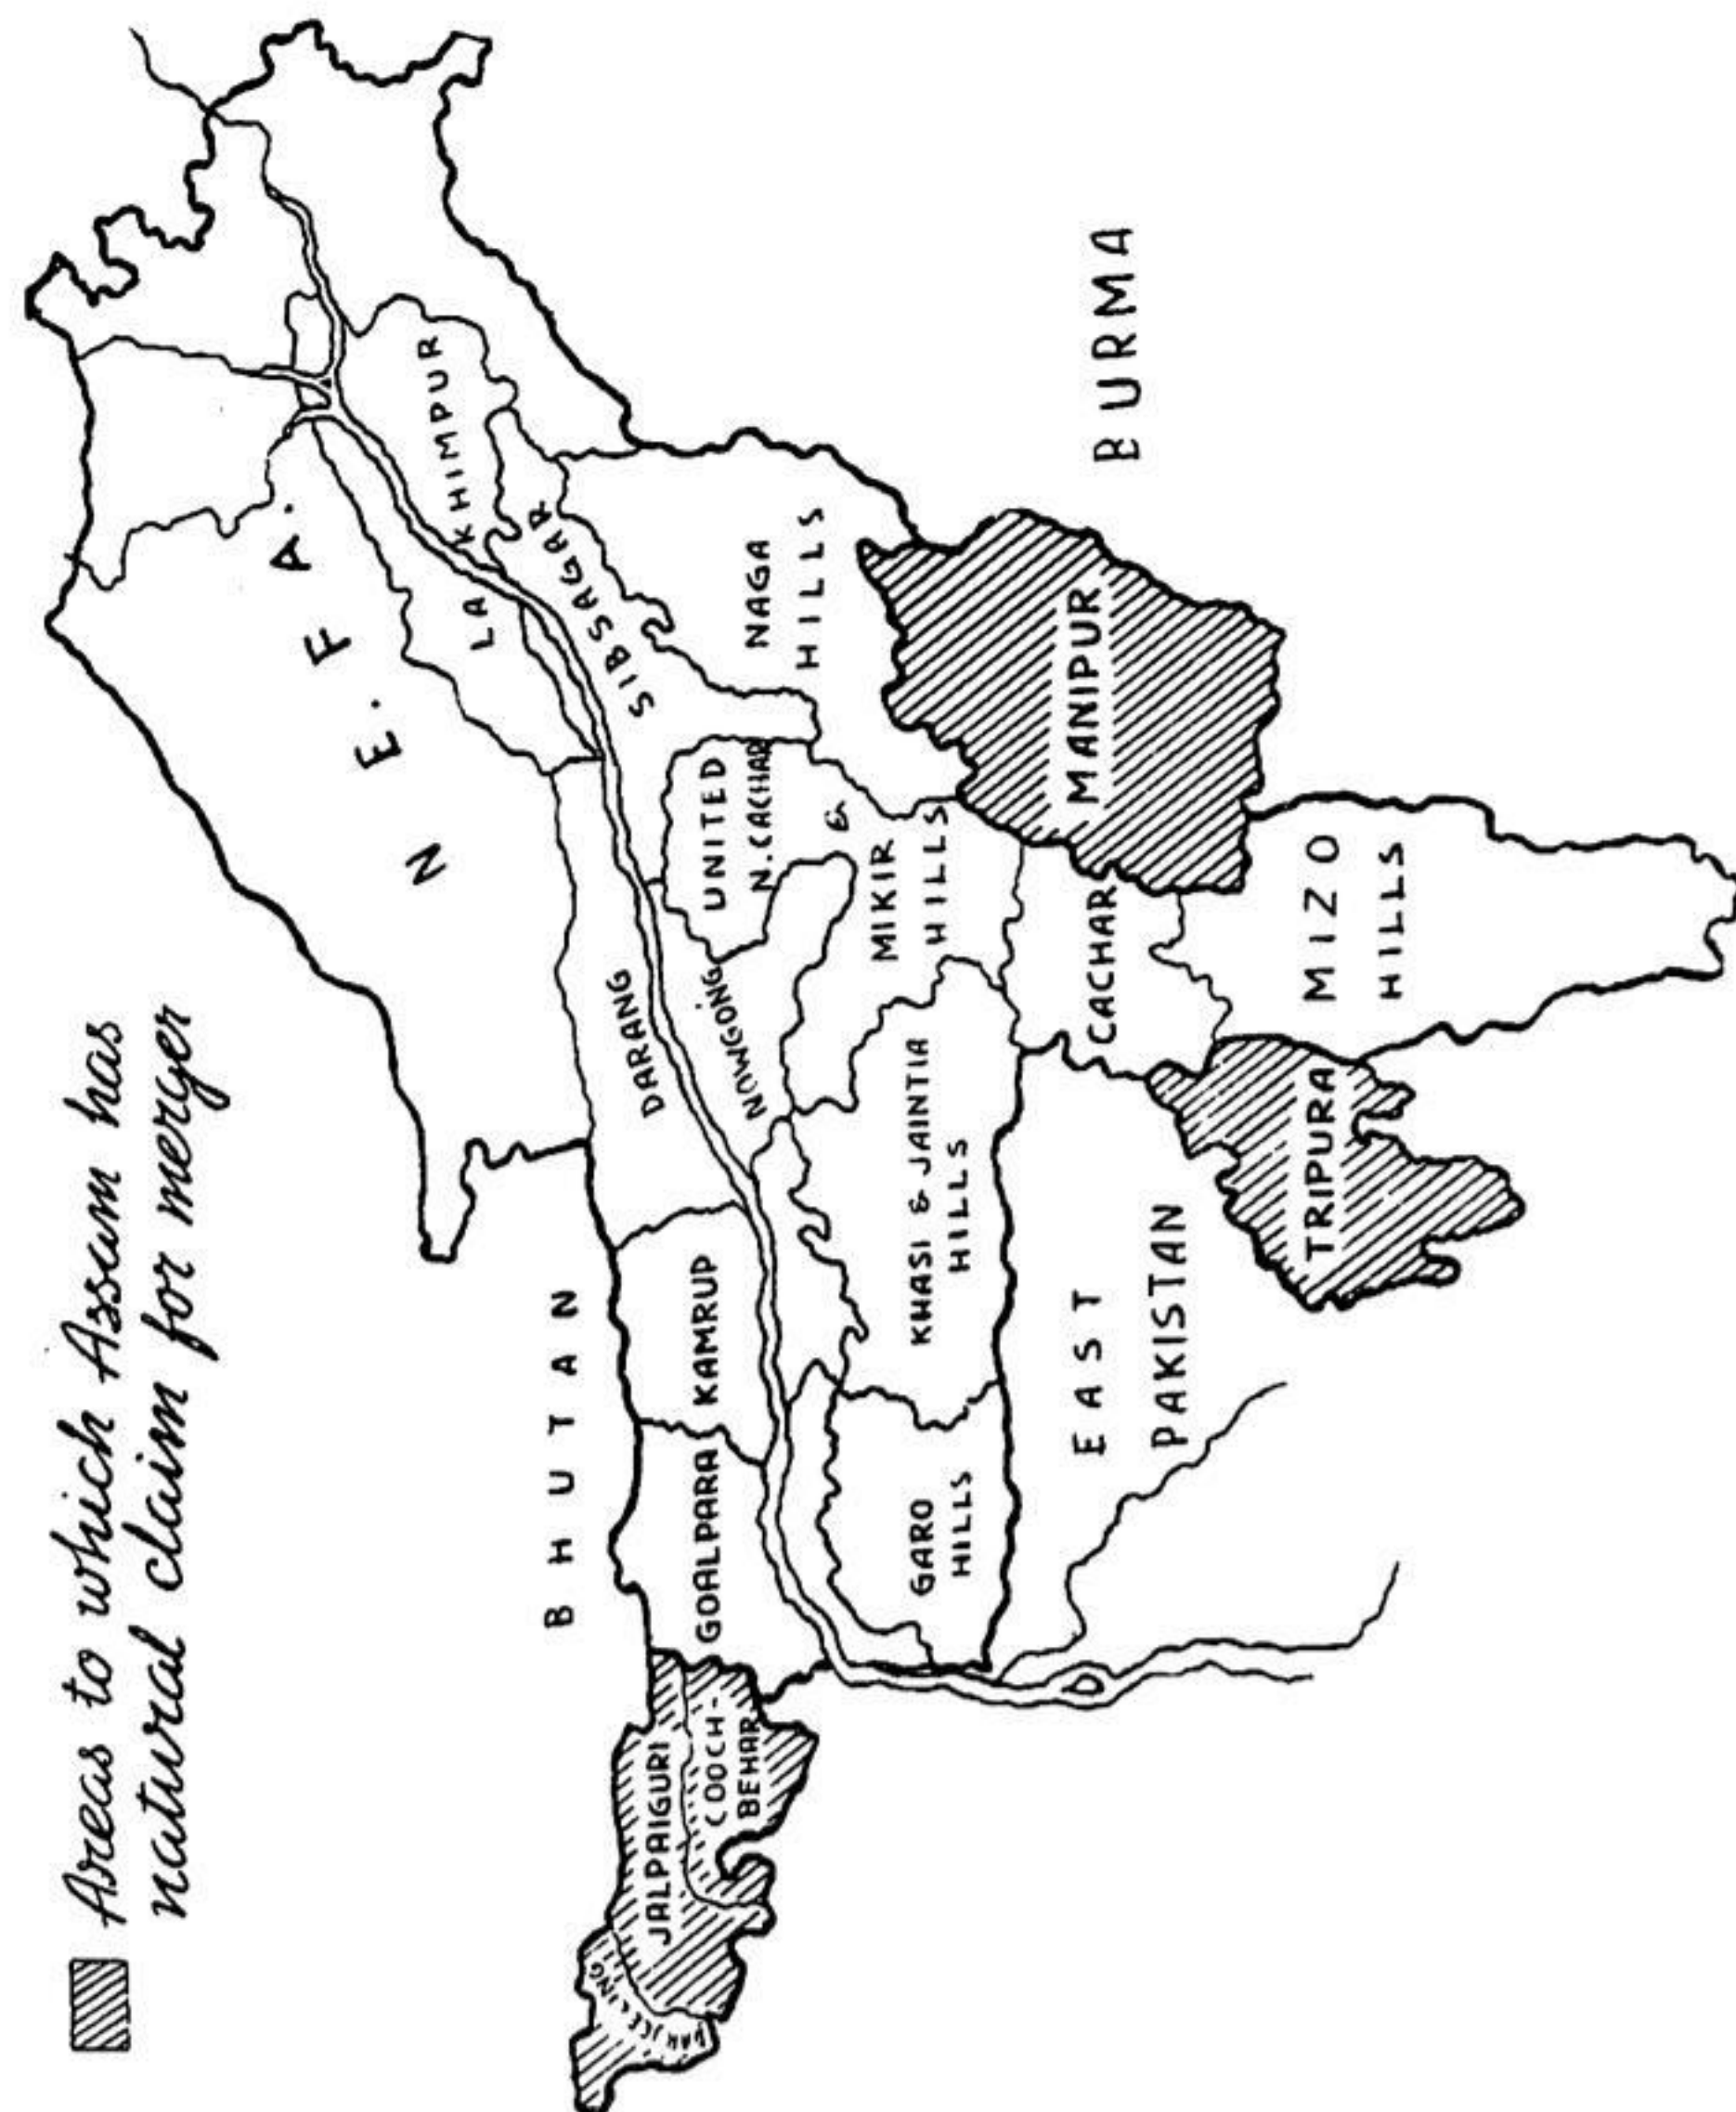 Areas to which Assam has
natural claim for merger
N. E. F. A.
LAKHIMPUR
SIBSAGAR
BHUTAN
DARANG
NOWGONG
UNITED
N. CACHAR
&
MIKIR
HILLS
NAGA
HILLS
BURMA
DARJEELING
JALPAIGURI
COOCH-
BEHAR
GOALPARA
KAMRUP
GARO
HILLS
KHASI & JAINTIA
HILLS
CACHAR
MANIPUR
EAST
PAKISTAN
TRIPURA
MIZO
HILLS